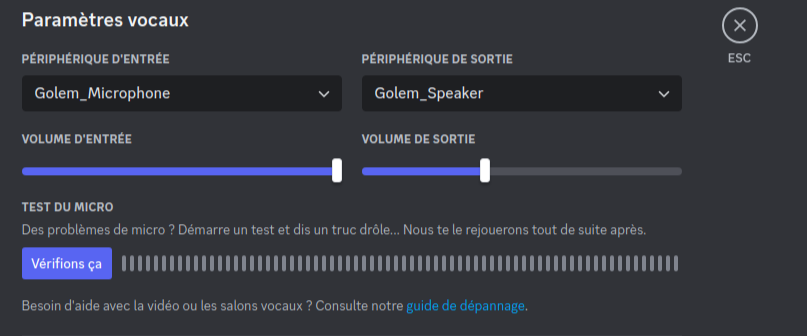 Paramètres vocaux
ESC
PÉRIPHÉRIQUE D'ENTRÉE
PÉRIPHÉRIQUE DE SORTIE
Golem_Microphone
Golem_Speaker
VOLUME D'ENTRÉE
VOLUME DE SORTIE
TEST DU MICRO
Des problèmes de micro ? Démarre un test et dis un truc drôle... Nous te le rejouerons tout de suite après.
Vérifions ça
Besoin d'aide avec la vidéo ou les salons vocaux ? Consulte notre guide de dépannage.